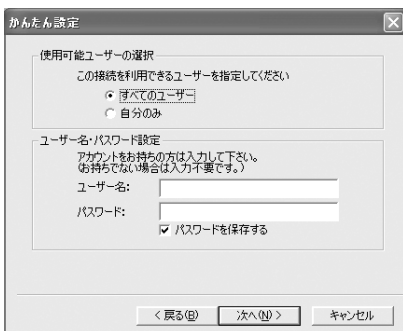 かんたん設定
使用可能ユーザーの選択
この接続を利用できるユーザーを指定してください
すべてのユーザー
自分のみ
ユーザー名・パスワード設定
アカウントをお持ちの方は入力して下さい。
(お持ちでない場合は入力不要です。)
ユーザー名:
パスワード:
パスワードを保存する
< 戻る(B)
次へ(N) >
キャンセル